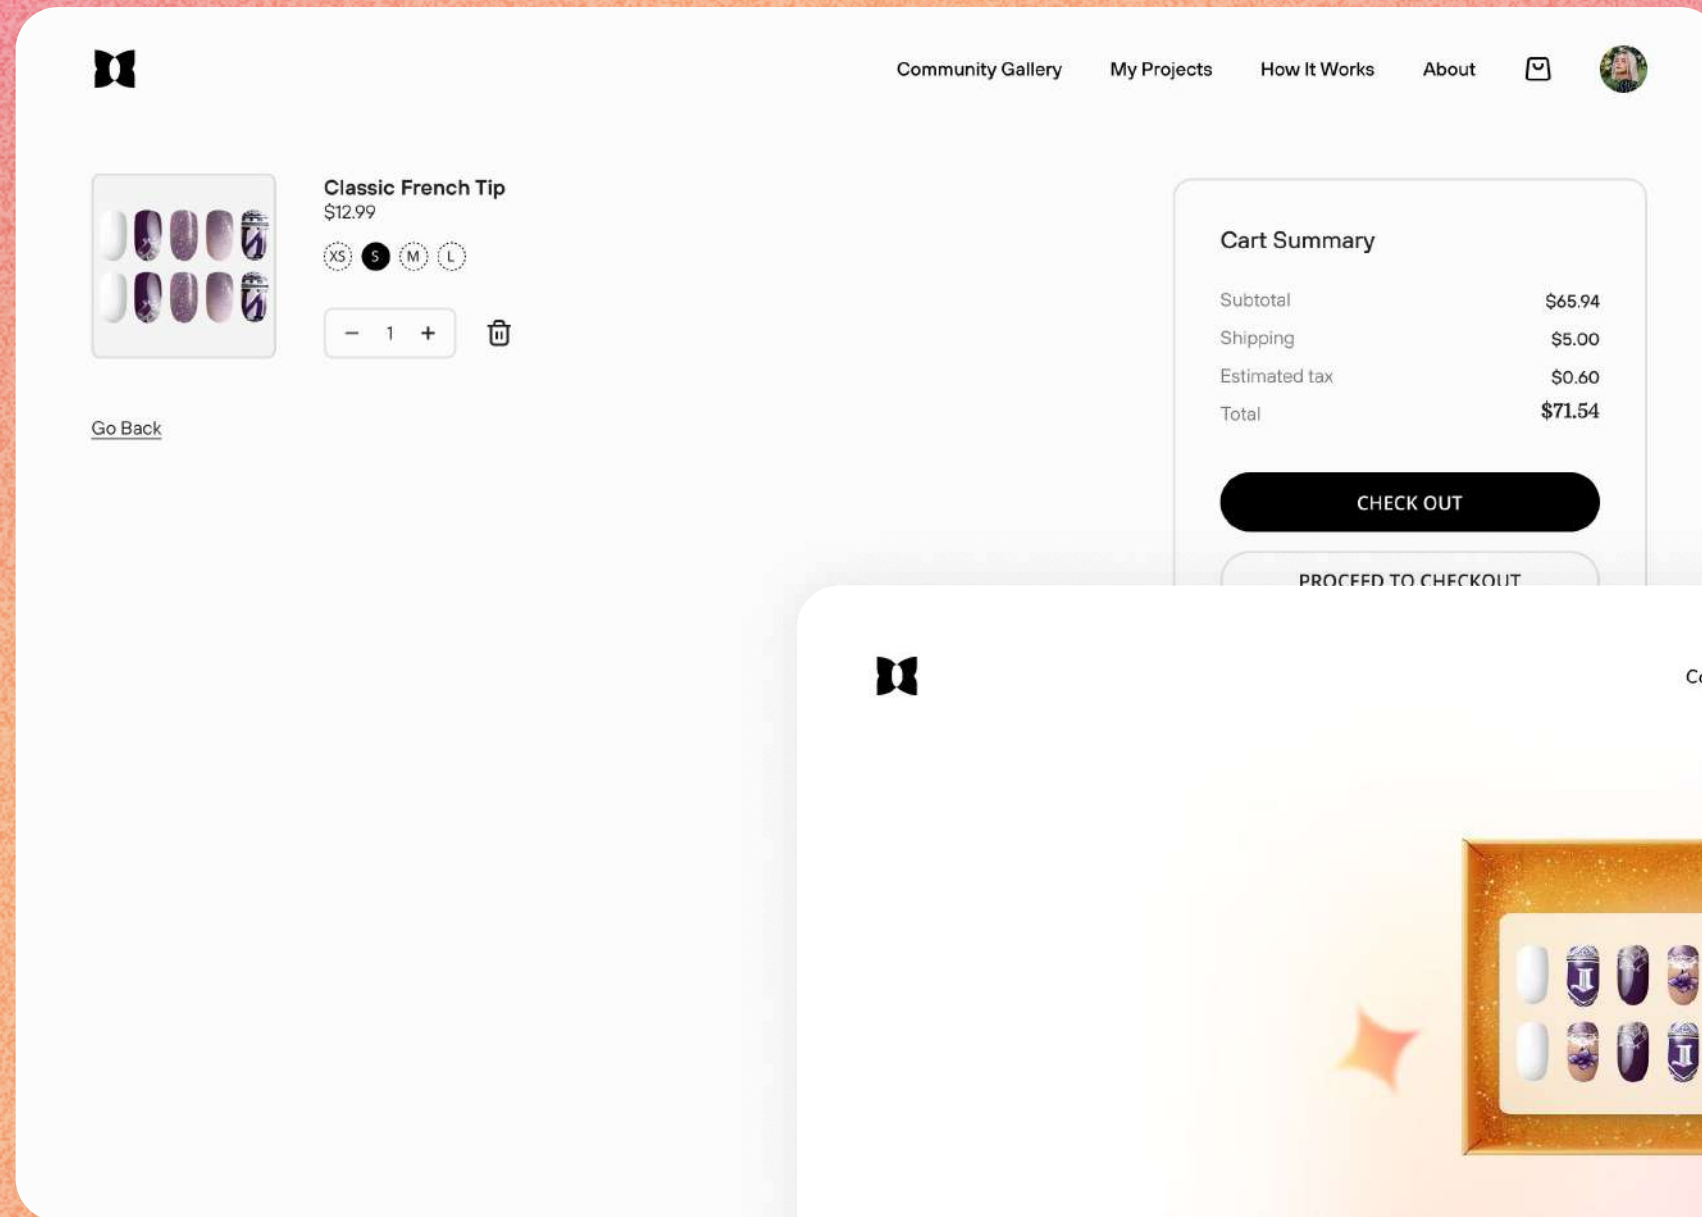 Community Gallery My Projects How It Works About
Classic French Tip
$12.99
XS S M L
− 1 +
Go Back
Cart Summary
Subtotal $65.94
Shipping $5.00
Estimated tax $0.60
Total $71.54
CHECK OUT
PROCEED TO CHECKOUT
Co